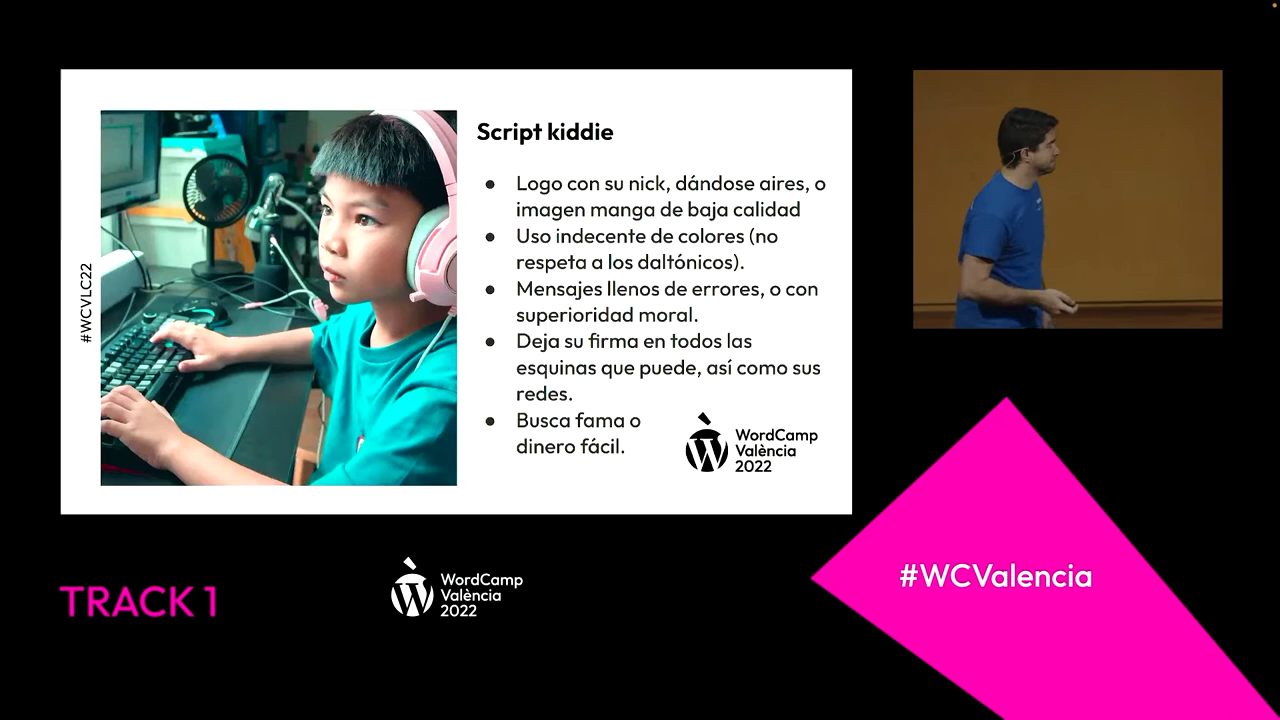 #WCVLC22
Script kiddie
● Logo con su nick, dándose aires, o
imagen manga de baja calidad
● Uso indecente de colores (no
respeta a los daltónicos).
● Mensajes llenos de errores, o con
superioridad moral.
● Deja su firma en todos las
esquinas que puede, así como sus
redes.
● Busca fama o
dinero fácil.
WordCamp
València
2022
#WCValencia
TRACK 1
WordCamp
València
2022